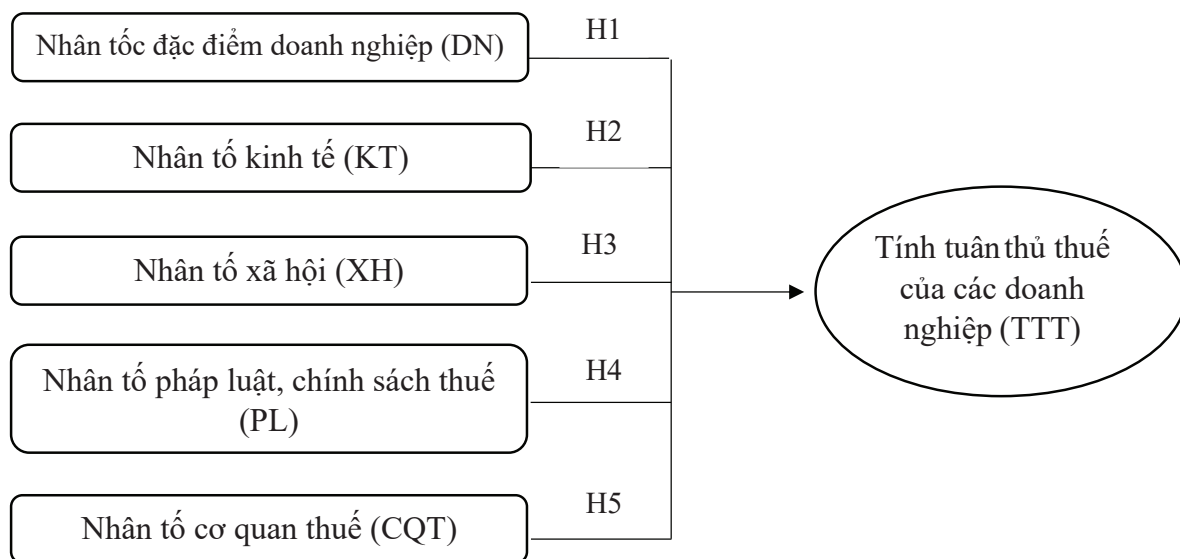 Nhân tốc đặc điểm doanh nghiệp (DN)
H1
Nhân tố kinh tế (KT)
H2
Nhân tố xã hội (XH)
H3
Nhân tố pháp luật, chính sách thuế
(PL)
H4
Nhân tố cơ quan thuế (CQT)
H5
Tính tuân thủ thuế
của các doanh
nghiệp (TTT)